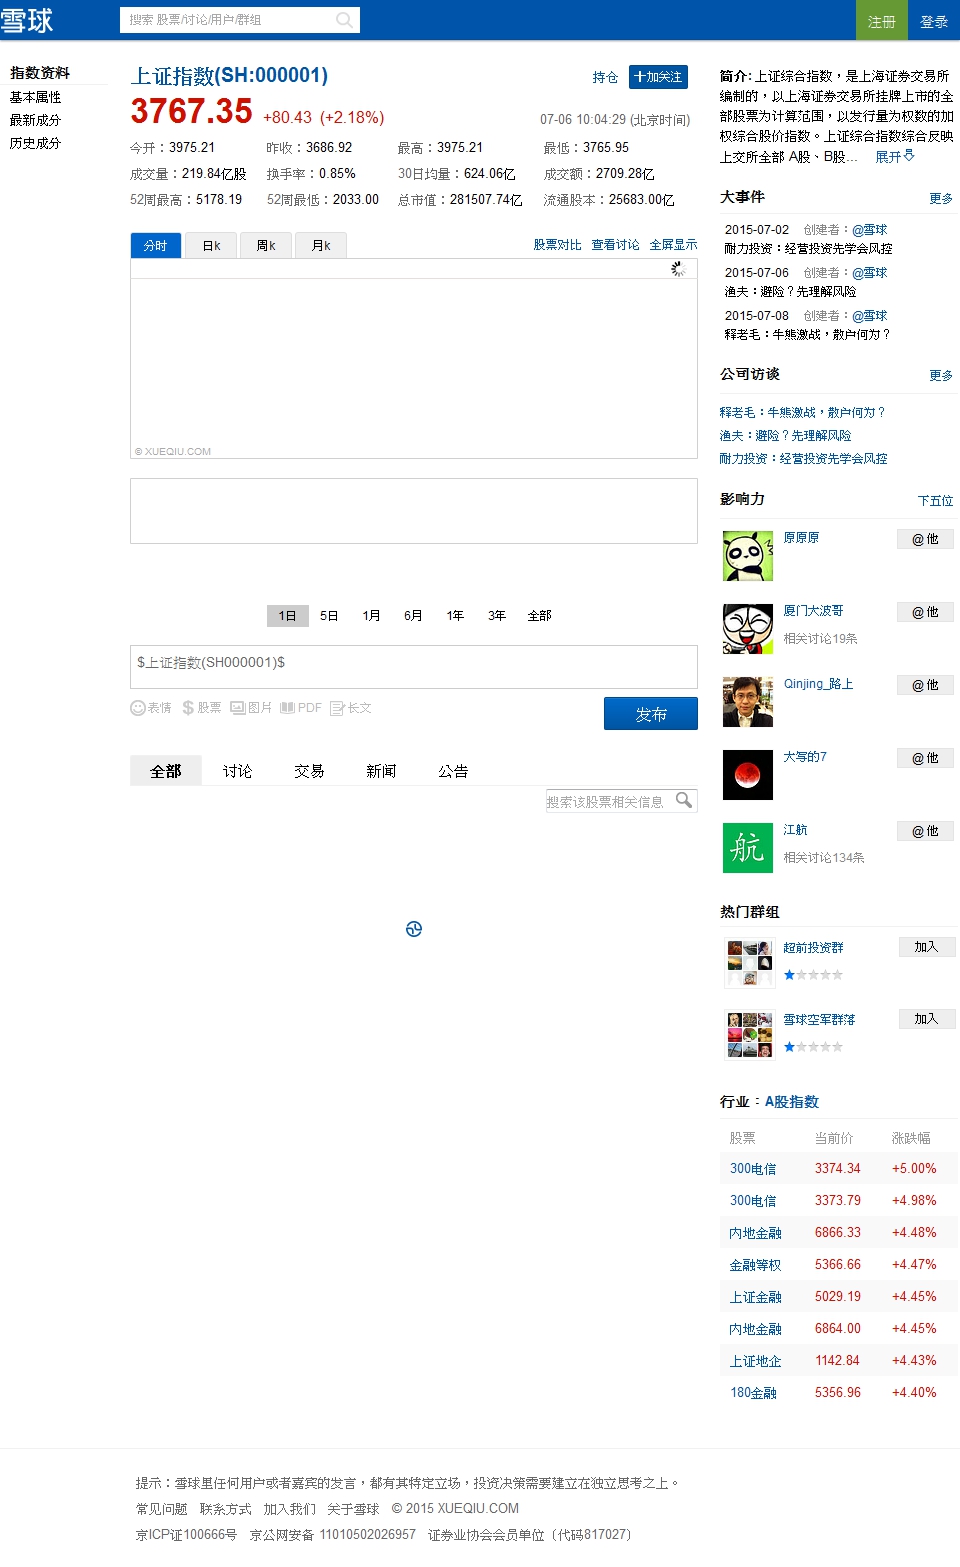 雪球
搜索 股票/讨论/用户/群组
注册 登录
指数资料
基本属性
最新成分
历史成分
上证指数(SH:000001)
持仓 十加关注
3767.35 +80.43 (+2.18%)
07-06 10:04:29 (北京时间)
今开：3975.21 昨收：3686.92 最高：3975.21 最低：3765.95
成交量：219.84亿股 换手率：0.85% 30日均量：624.06亿 成交额：2709.28亿
52周最高：5178.19 52周最低：2033.00 总市值：281507.74亿 流通股本：25683.00亿
分时 日k 周k 月k
股票对比 查看讨论 全屏显示
© XUEQIU.COM
1日 5日 1月 6月 1年 3年 全部
$上证指数(SH000001)$
表情 股票 图片 PDF 长文
发布
全部 讨论 交易 新闻 公告
搜索该股票相关信息
简介: 上证综合指数，是上海证券交易所
编制的，以上海证券交易所挂牌上市的全
部股票为计算范围，以发行量为权数的加
权综合股价指数。上证综合指数综合反映
上交所全部 A股、B股... 展开
大事件 更多
2015-07-02 创建者：@雪球
耐力投资：经营投资先学会风控
2015-07-06 创建者：@雪球
渔夫：避险？先理解风险
2015-07-08 创建者：@雪球
释老毛：牛熊激战，散户何为？
公司访谈 更多
释老毛：牛熊激战，散户何为？
渔夫：避险？先理解风险
耐力投资：经营投资先学会风控
影响力 下五位
原原原 @ 他
厦门大波哥 @ 他
相关讨论19条
Qinjing_路上 @ 他
大写的7 @ 他
航
江航 @ 他
相关讨论134条
热门群组
超前投资群 加入
雪球空军群落 加入
行业：A股指数
股票 当前价 涨跌幅
300电信 3374.34 +5.00%
300电信 3373.79 +4.98%
内地金融 6866.33 +4.48%
金融等权 5366.66 +4.47%
上证金融 5029.19 +4.45%
内地金融 6864.00 +4.45%
上证地企 1142.84 +4.43%
180金融 5356.96 +4.40%
提示：雪球里任何用户或者嘉宾的发言，都有其特定立场，投资决策需要建立在独立思考之上。
常见问题 联系方式 加入我们 关于雪球 © 2015 XUEQIU.COM
京ICP证100666号 京公网安备 11010502026957 证券业协会会员单位（代码817027）